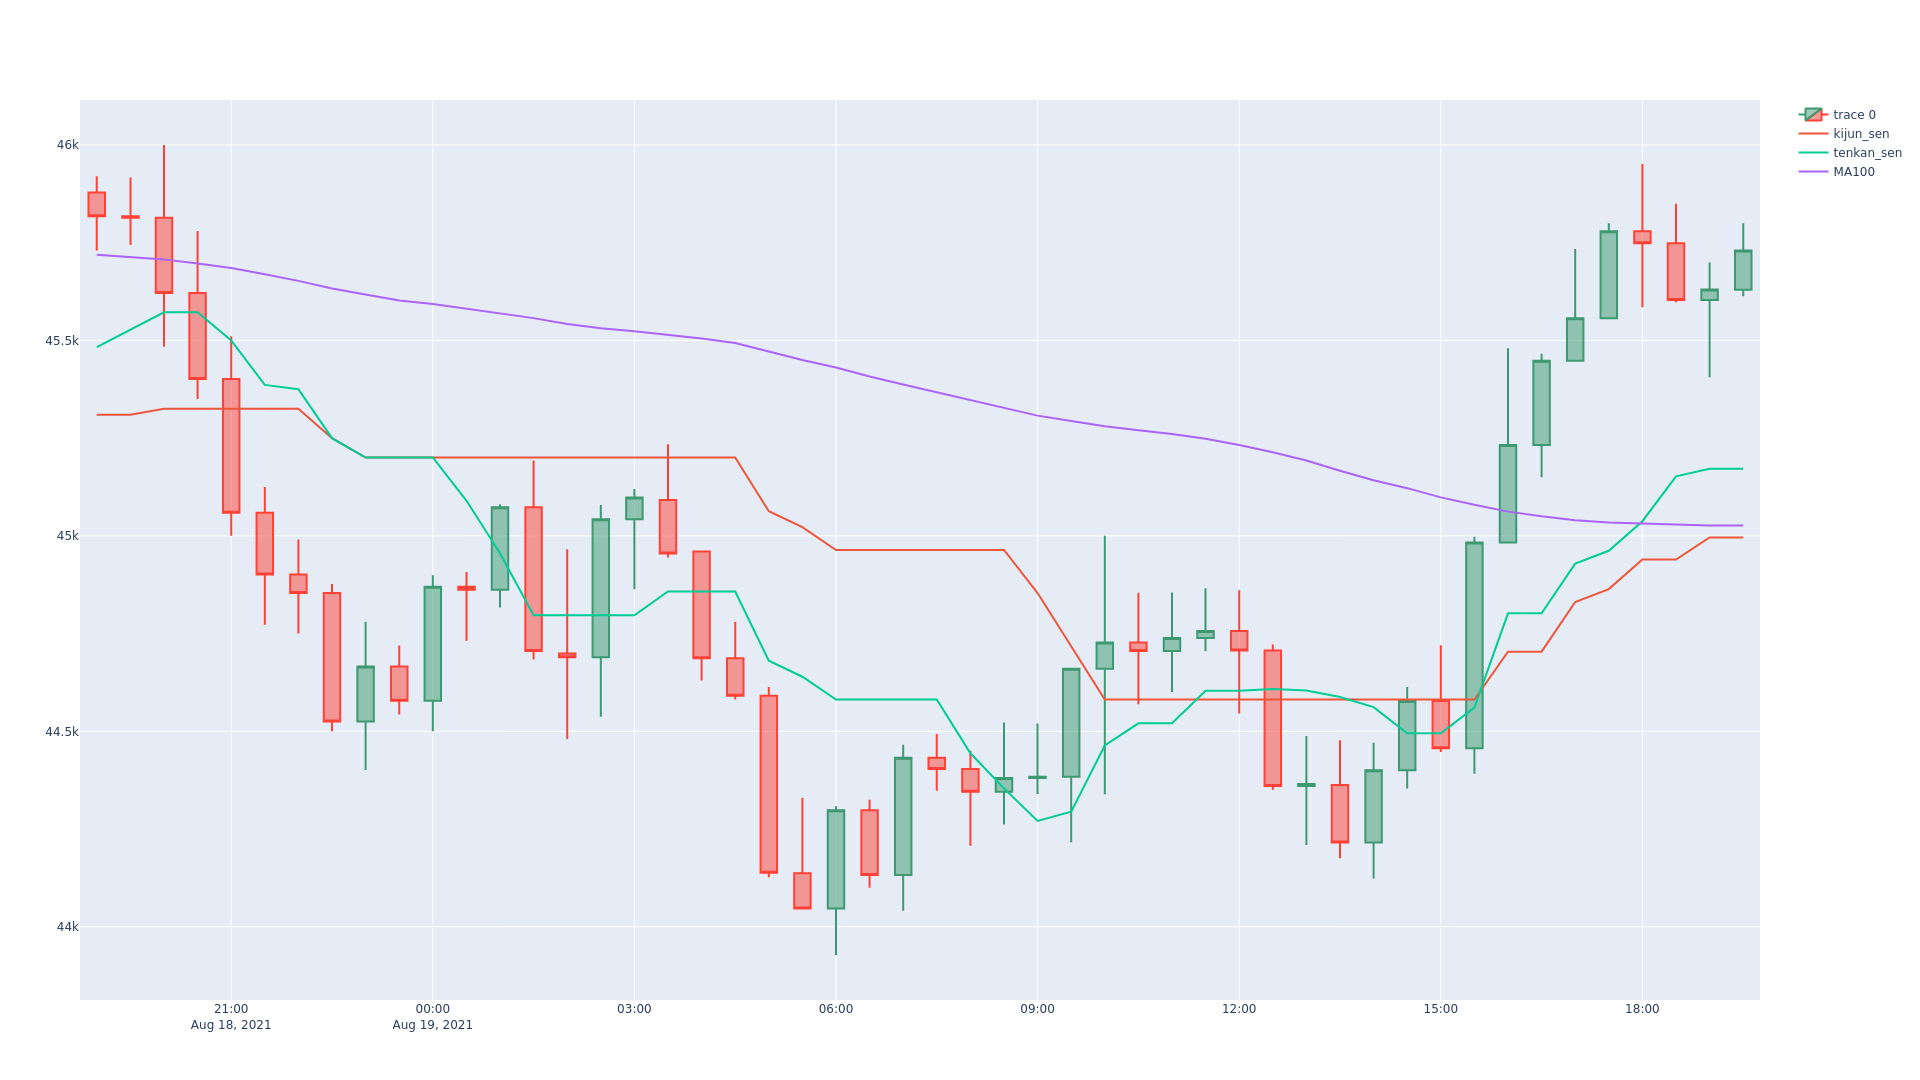 46k
45.5k
45k
44.5k
44k
21:00
Aug 18, 2021
00:00
Aug 19, 2021
03:00
06:00
09:00
12:00
15:00
18:00
trace 0
kijun_sen
tenkan_sen
MA100